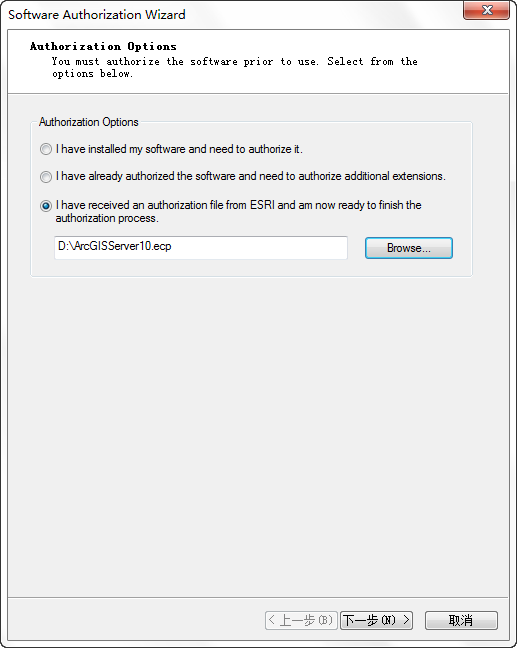 Software Authorization Wizard
Authorization Options
You must authorize the software prior to use. Select from the
options below.
Authorization Options
I have installed my software and need to authorize it.
I have already authorized the software and need to authorize additional extensions.
I have received an authorization file from ESRI and am now ready to finish the
authorization process.
D:\ArcGISServer10.ecp
Browse...
< 上一步(B)
下一步(N) >
取消